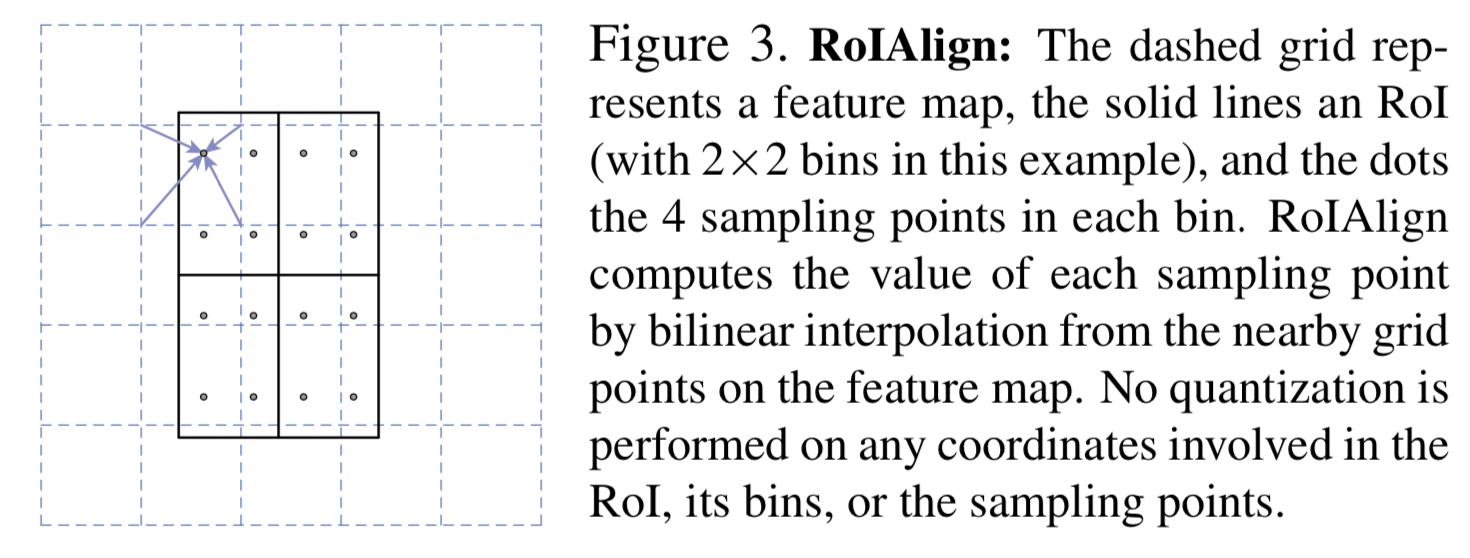 Figure 3. RoIAlign: The dashed grid rep-
resents a feature map, the solid lines an RoI
(with 2×2 bins in this example), and the dots
the 4 sampling points in each bin. RoIAlign
computes the value of each sampling point
by bilinear interpolation from the nearby grid
points on the feature map. No quantization is
performed on any coordinates involved in the
RoI, its bins, or the sampling points.